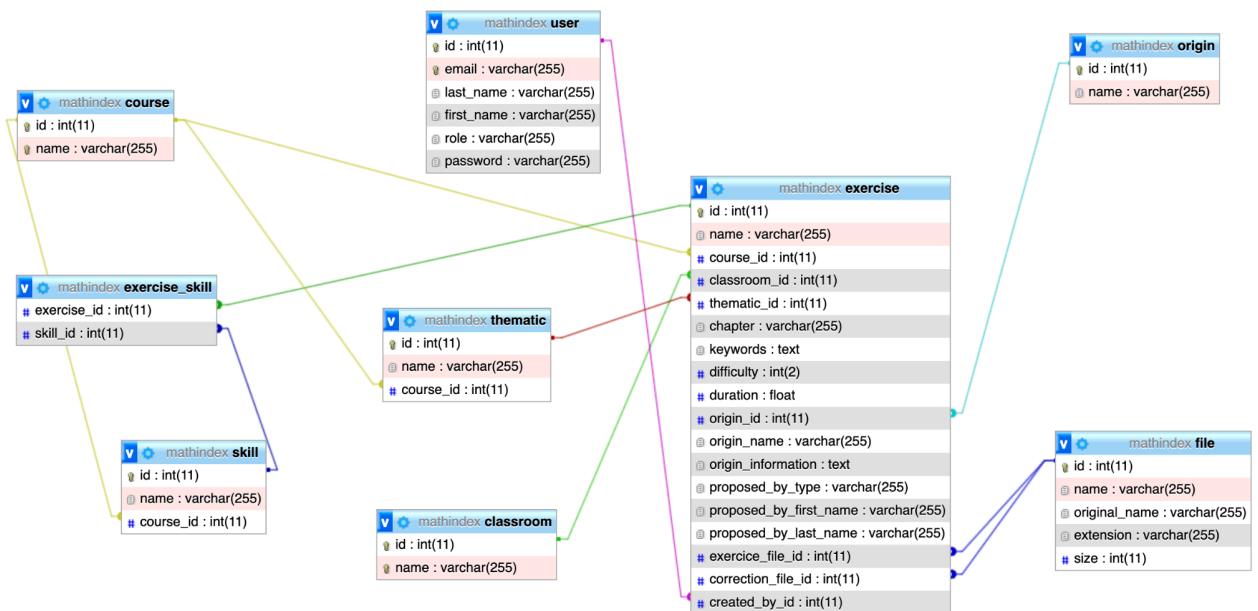 mathindex user
id : int(11)
email : varchar(255)
last_name : varchar(255)
first_name : varchar(255)
role : varchar(255)
password : varchar(255)
mathindex origin
id : int(11)
name : varchar(255)
mathindex course
id : int(11)
name : varchar(255)
mathindex exercise
id : int(11)
name : varchar(255)
course_id : int(11)
classroom_id : int(11)
thematic_id : int(11)
chapter : varchar(255)
keywords : text
difficulty : int(2)
duration : float
origin_id : int(11)
origin_name : varchar(255)
origin_information : text
proposed_by_type : varchar(255)
proposed_by_first_name : varchar(255)
proposed_by_last_name : varchar(255)
exercice_file_id : int(11)
correction_file_id : int(11)
created_by_id : int(11)
mathindex exercise_skill
exercise_id : int(11)
skill_id : int(11)
mathindex thematic
id : int(11)
name : varchar(255)
course_id : int(11)
mathindex skill
id : int(11)
name : varchar(255)
course_id : int(11)
mathindex classroom
id : int(11)
name : varchar(255)
mathindex file
id : int(11)
name : varchar(255)
original_name : varchar(255)
extension : varchar(255)
size : int(11)